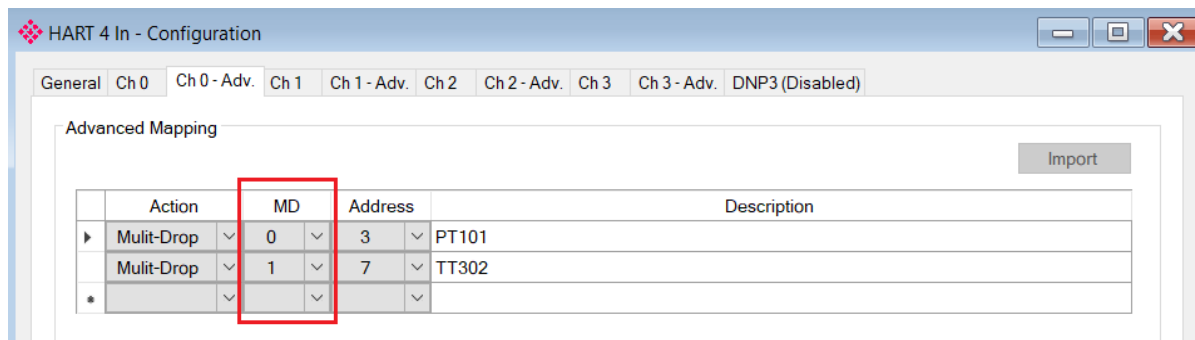 HART 4 In - Configuration
General Ch 0 Ch 0 - Adv. Ch 1 Ch 1 - Adv. Ch 2 Ch 2 - Adv. Ch 3 Ch 3 - Adv. DNP3 (Disabled)
Advanced Mapping
Import
Action MD Address Description
Mulit-Drop 0 3 PT101
Mulit-Drop 1 7 TT302